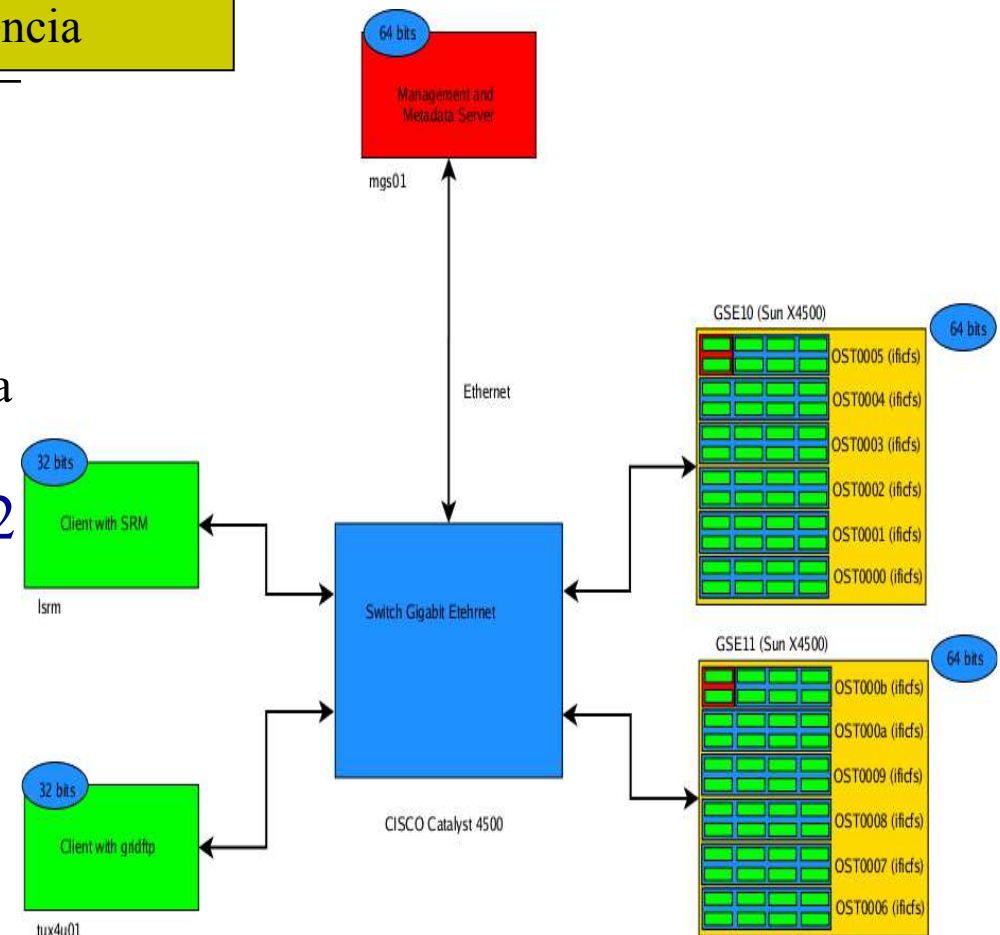 ncia
64 bits
Management and
Metadata Server
mgs01
Ethernet
a
2
32 bits
Client with SRM
lsrm
Switch Gigabit Etehrnet
CISCO Catalyst 4500
32 bits
Client with gridftp
tux4u01
GSE10 (Sun X4500)
64 bits
OST0005 (ificfs)
OST0004 (ificfs)
OST0003 (ificfs)
OST0002 (ificfs)
OST0001 (ificfs)
OST0000 (ificfs)
GSE11 (Sun X4500)
64 bits
OST000b (ificfs)
OST000a (ificfs)
OST0009 (ificfs)
OST0008 (ificfs)
OST0007 (ificfs)
OST0006 (ificfs)